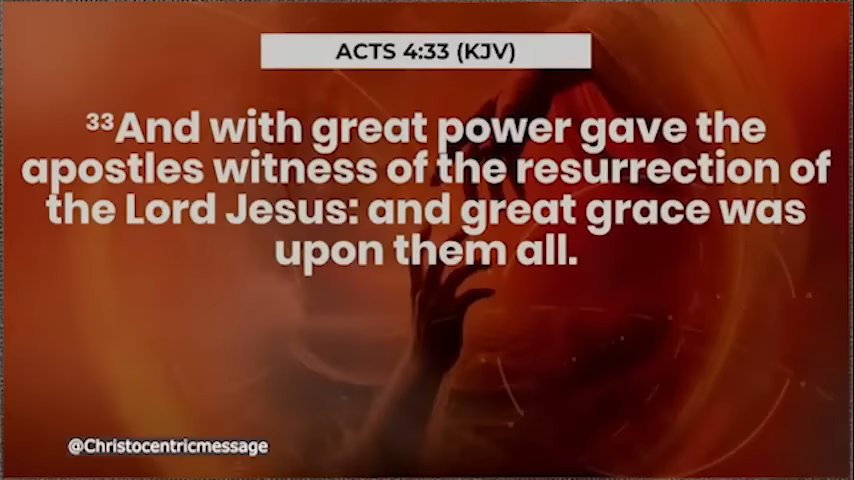 ACTS 4:33 (KJV)
³³And with great power gave the
apostles witness of the resurrection of
the Lord Jesus: and great grace was
upon them all.
@Christocentricmessage